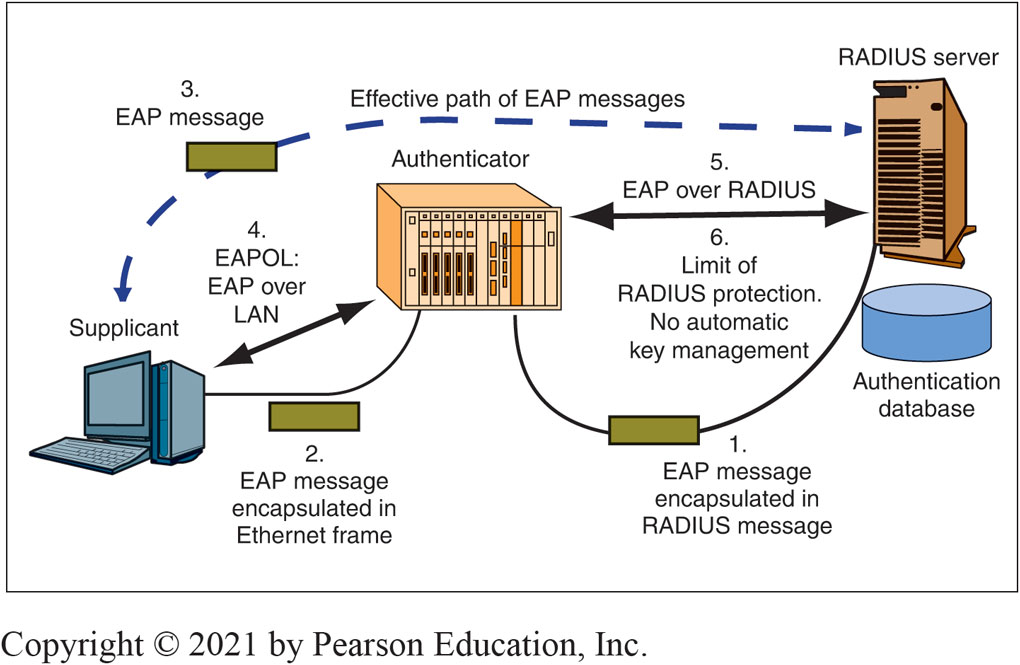 RADIUS server
3.
EAP message
Effective path of EAP messages
Authenticator
5.
EAP over RADIUS
4.
EAPOL:
EAP over
LAN
6.
Limit of
RADIUS protection.
No automatic
key management
Supplicant
Authentication
database
2.
EAP message
encapsulated in
Ethernet frame
1.
EAP message
encapsulated in
RADIUS message
Copyright © 2021 by Pearson Education, Inc.